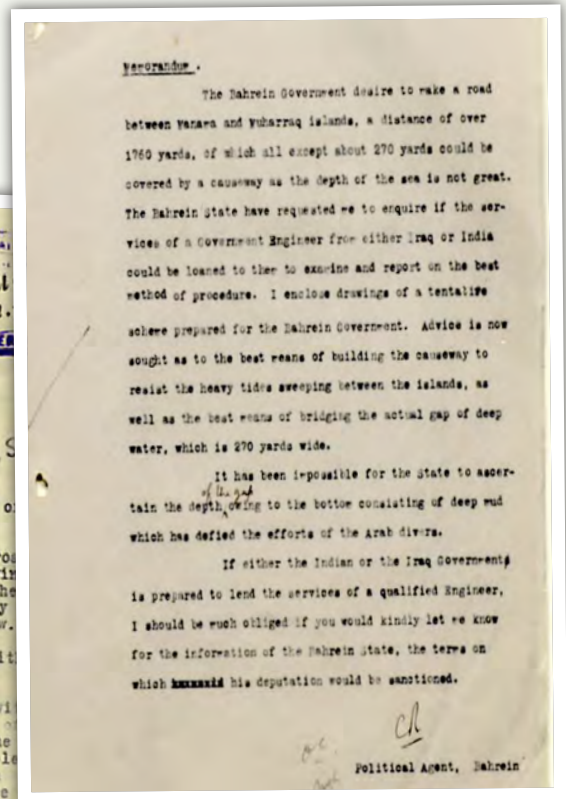 Memorandum .
The Bahrein Government desire to make a road
between Manama and Muharraq islands, a distance of over
1760 yards, of which all except about 270 yards could be
covered by a causeway as the depth of the sea is not great.
The Bahrein State have requested me to enquire if the ser-
vices of a Government Engineer from either Iraq or India
could be loaned to them to examine and report on the best
method of procedure. I enclose drawings of a tentative
scheme prepared for the Bahrein Government. Advice is now
sought as to the best means of building the causeway to
resist the heavy tides sweeping between the islands, as
well as the best means of bridging the actual gap of deep
water, which is 270 yards wide.
It has been impossible for the State to ascer-
of the gap
tain the depth owing to the bottom consisting of deep mud
which has defied the efforts of the Arab divers.
If either the Indian or the Iraq Government
is prepared to lend the services of a qualified Engineer,
I should be much obliged if you would kindly let me know
for the information of the Bahrein State, the terms on
which his deputation would be sanctioned.
CR
Political Agent, Bahrein